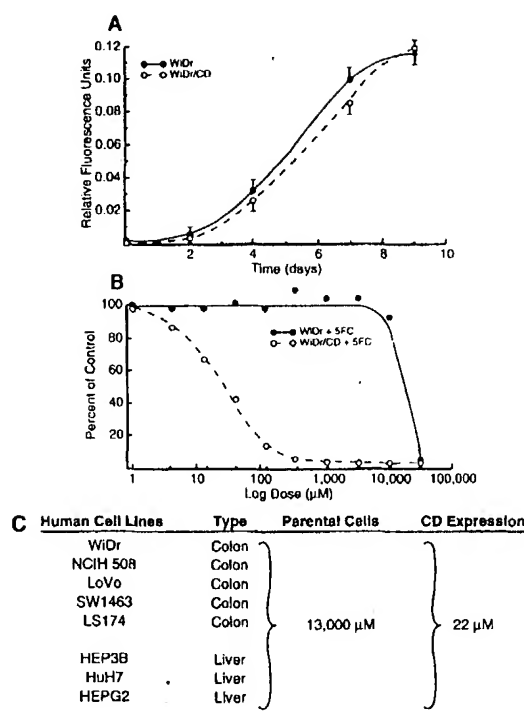 A
Relative Fluorescence Units
0.12
0.10
0.08
0.06
0.04
0.02
WiDr
WiDr/CD
2
4
6
8
10
Time (days)
B
Percent of Control
100
80
60
40
20
WiDr + 5FC
WiDr/CD + 5FC
1
10
100
1,000
10,000
100,000
Log Dose (µM)
C Human Cell Lines Type Parental Cells CD Expression
WiDr Colon
NCIH 508 Colon
LoVo Colon
SW1463 Colon
LS174 Colon
13,000 µM 22 µM
HEP3B Liver
HuH7 Liver
HEPG2 Liver